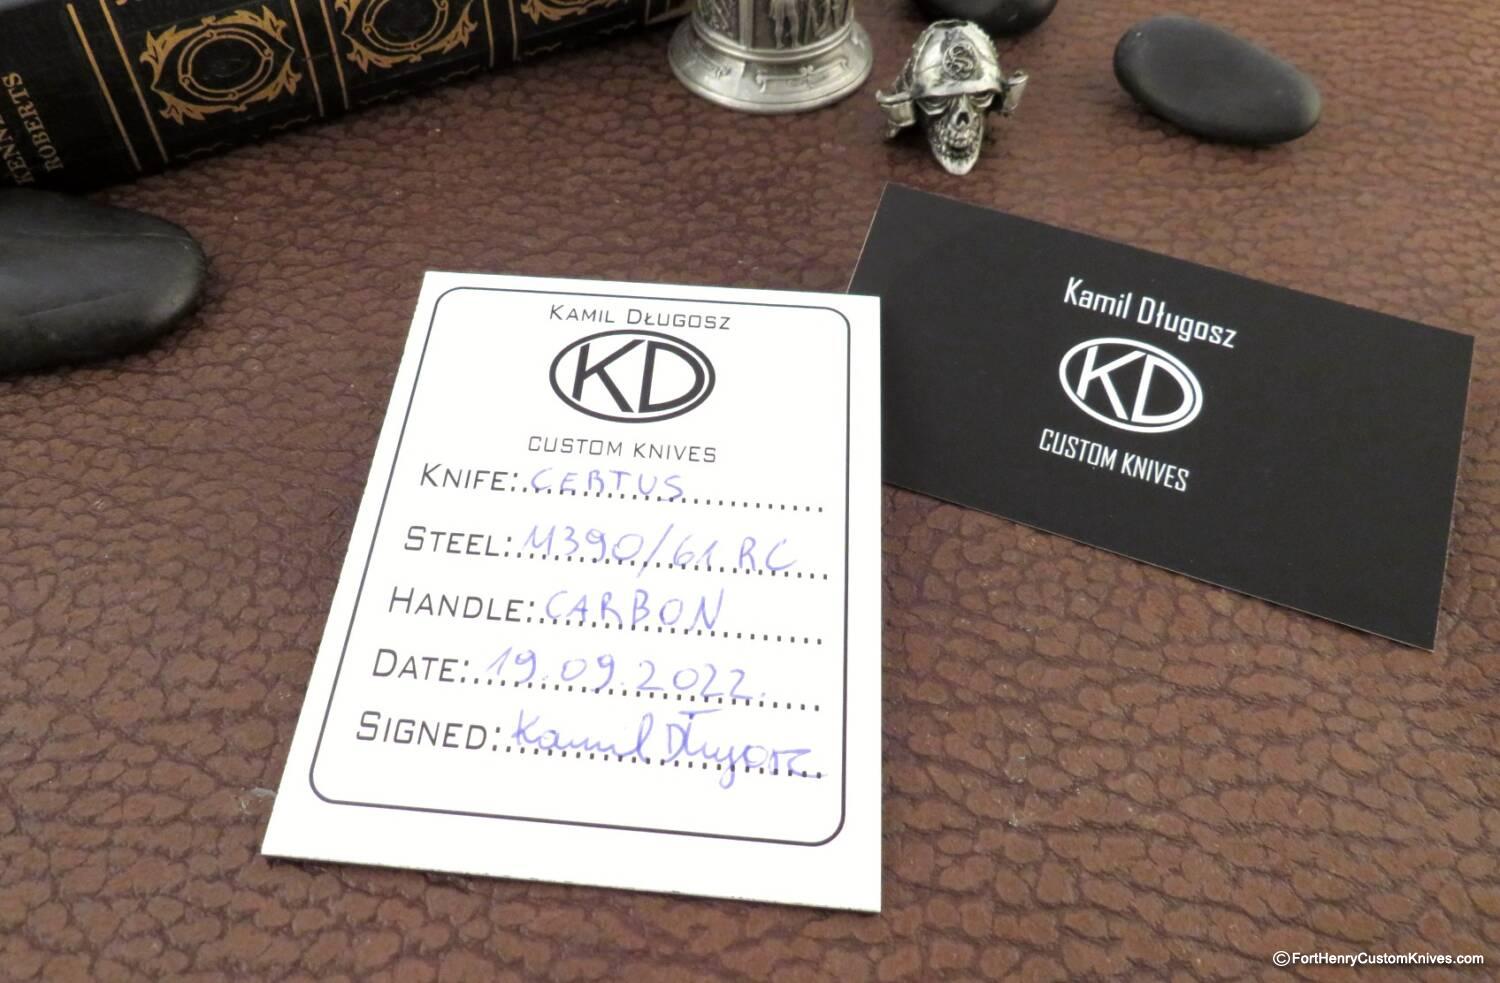 KENNETH
ROBERTS
Kamil Długosz
KD
CUSTOM KNIVES
Knife: CERTUS
Steel: M390/61 RC
Handle: CARBON
Date: 19.09.2022.
Signed: Kamil Długosz
Kamil Długosz
KD
CUSTOM KNIVES
©FortHenryCustomKnives.com